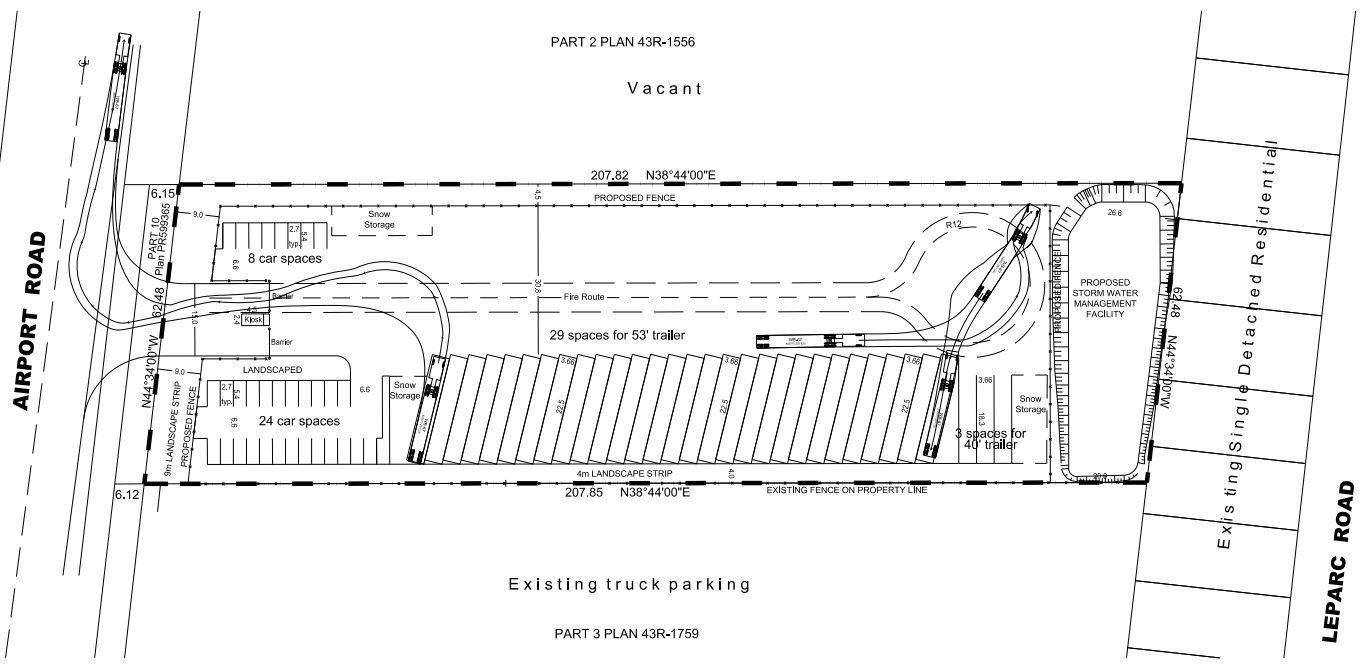 PART 2 PLAN 43R-1556
Vacant
207.82 N38°44'00"E
PROPOSED FENCE
6.15
PART 10
Plan PR599365
9.0
4.5
Snow
Storage
2.7
typ.
5.4
6.6
8 car spaces
R12
26.6
AIRPORT ROAD
62.48 N44°34'00"W
15.0
Barrier
4.5
2.4
Kiosk
Barrier
30.8
Fire Route
29 spaces for 53' trailer
PROPOSED FENCE
PROPOSED
STORM WATER
MANAGEMENT
FACILITY
62.48 N44°34'00"W
Existing Single Detached Residential
LEPARC ROAD
9.0
LANDSCAPED
9m LANDSCAPE STRIP
PROPOSED FENCE
2.7
typ.
5.4
6.6
6.6
24 car spaces
Snow
Storage
3.66
22.5
3.66
22.5
3.66
22.5
3.66
18.3
3 spaces for
40' trailer
Snow
Storage
4m LANDSCAPE STRIP
4.0
6.12
207.85 N38°44'00"E
EXISTING FENCE ON PROPERTY LINE
Existing truck parking
PART 3 PLAN 43R-1759